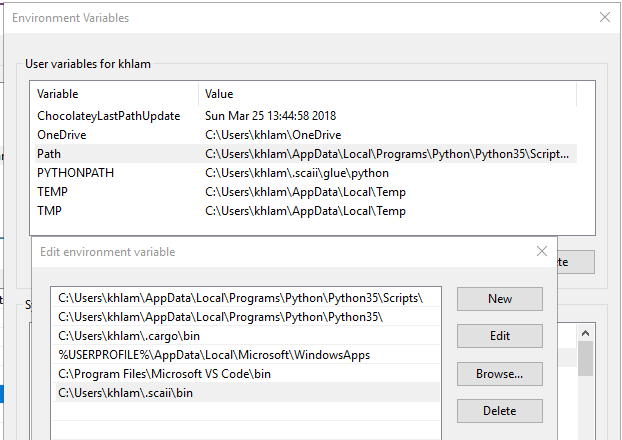 Environment Variables
User variables for khlam
Variable Value
ChocolateyLastPathUpdate Sun Mar 25 13:44:58 2018
OneDrive C:\Users\khlam\OneDrive
Path C:\Users\khlam\AppData\Local\Programs\Python\Python35\Script...
PYTHONPATH C:\Users\khlam\.scaii\glue\python
TEMP C:\Users\khlam\AppData\Local\Temp
TMP C:\Users\khlam\AppData\Local\Temp
Edit environment variable
C:\Users\khlam\AppData\Local\Programs\Python\Python35\Scripts\
New
C:\Users\khlam\AppData\Local\Programs\Python\Python35\
C:\Users\khlam\.cargo\bin
Edit
%USERPROFILE%\AppData\Local\Microsoft\WindowsApps
C:\Program Files\Microsoft VS Code\bin
Browse...
C:\Users\khlam\.scaii\bin
Delete